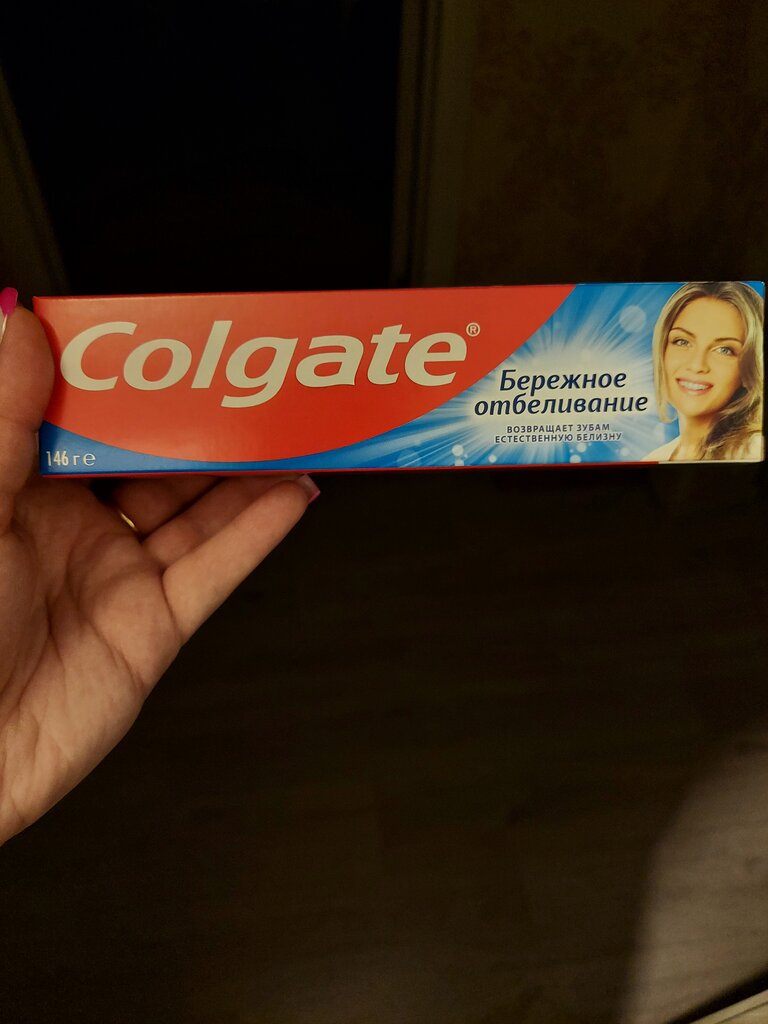 Colgate®
Бережное
отбеливание
ВОЗВРАЩАЕТ ЗУБАМ
ЕСТЕСТВЕННУЮ БЕЛИЗНУ
146 г e